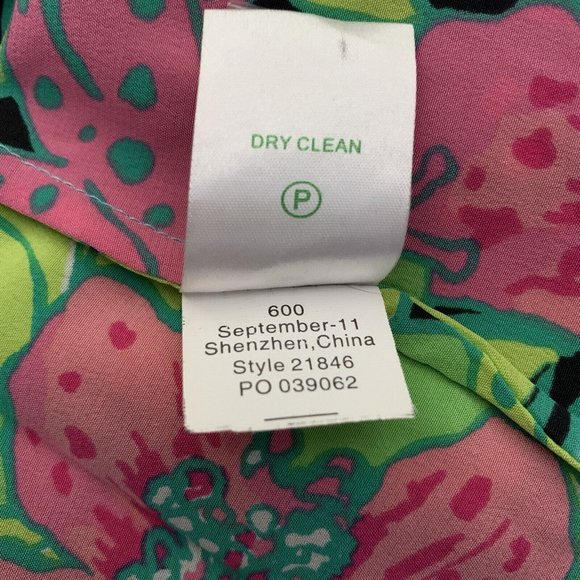 DRY CLEAN
P
600
September-11
Shenzhen,China
Style 21846
PO 039062